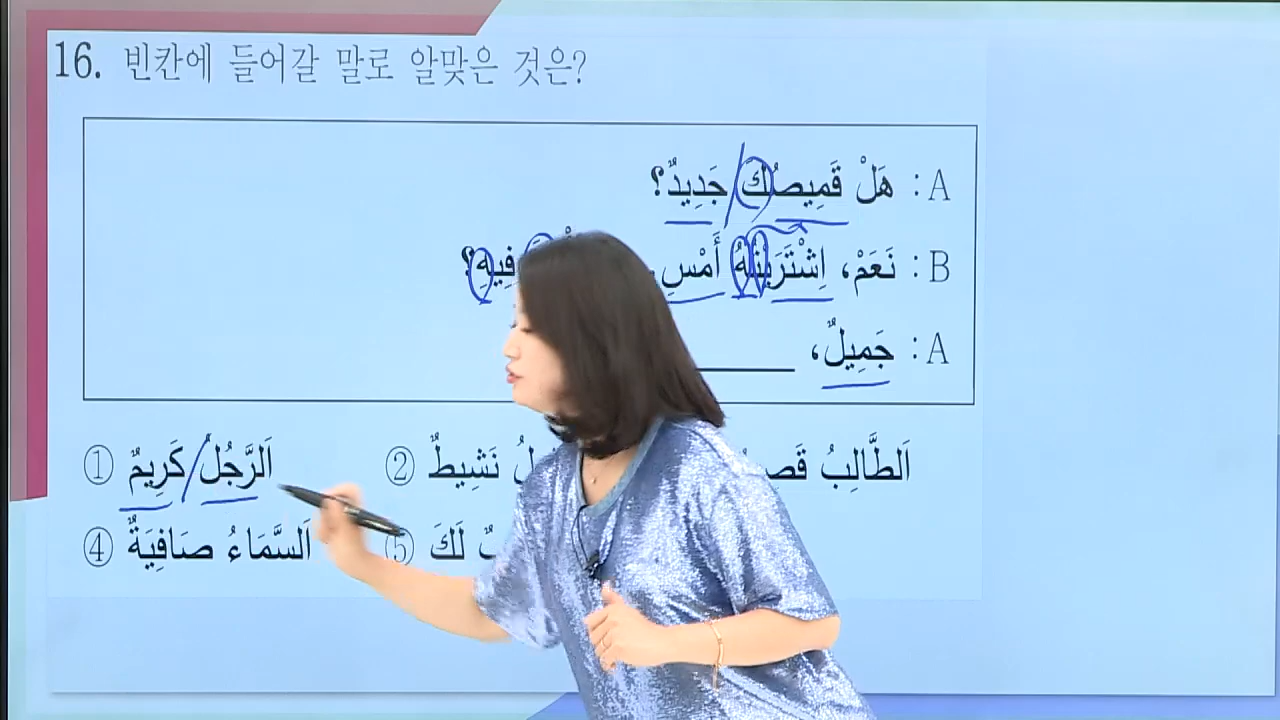 16. 빈칸에 들어갈 말로 알맞은 것은?
A : هَلْ قَمِيصُكَ جَدِيدٌ؟
B : نَعَمْ، اِشْتَرَيْتُهُ أَمْسِ. فِيهِ؟
A : جَمِيلٌ،
① اَلرَّجُلُ كَرِيمٌ ② نَشِيطٌ اَلطَّالِبُ
④ اَلسَّمَاءُ صَافِيَةٌ ⑤ لَكَ